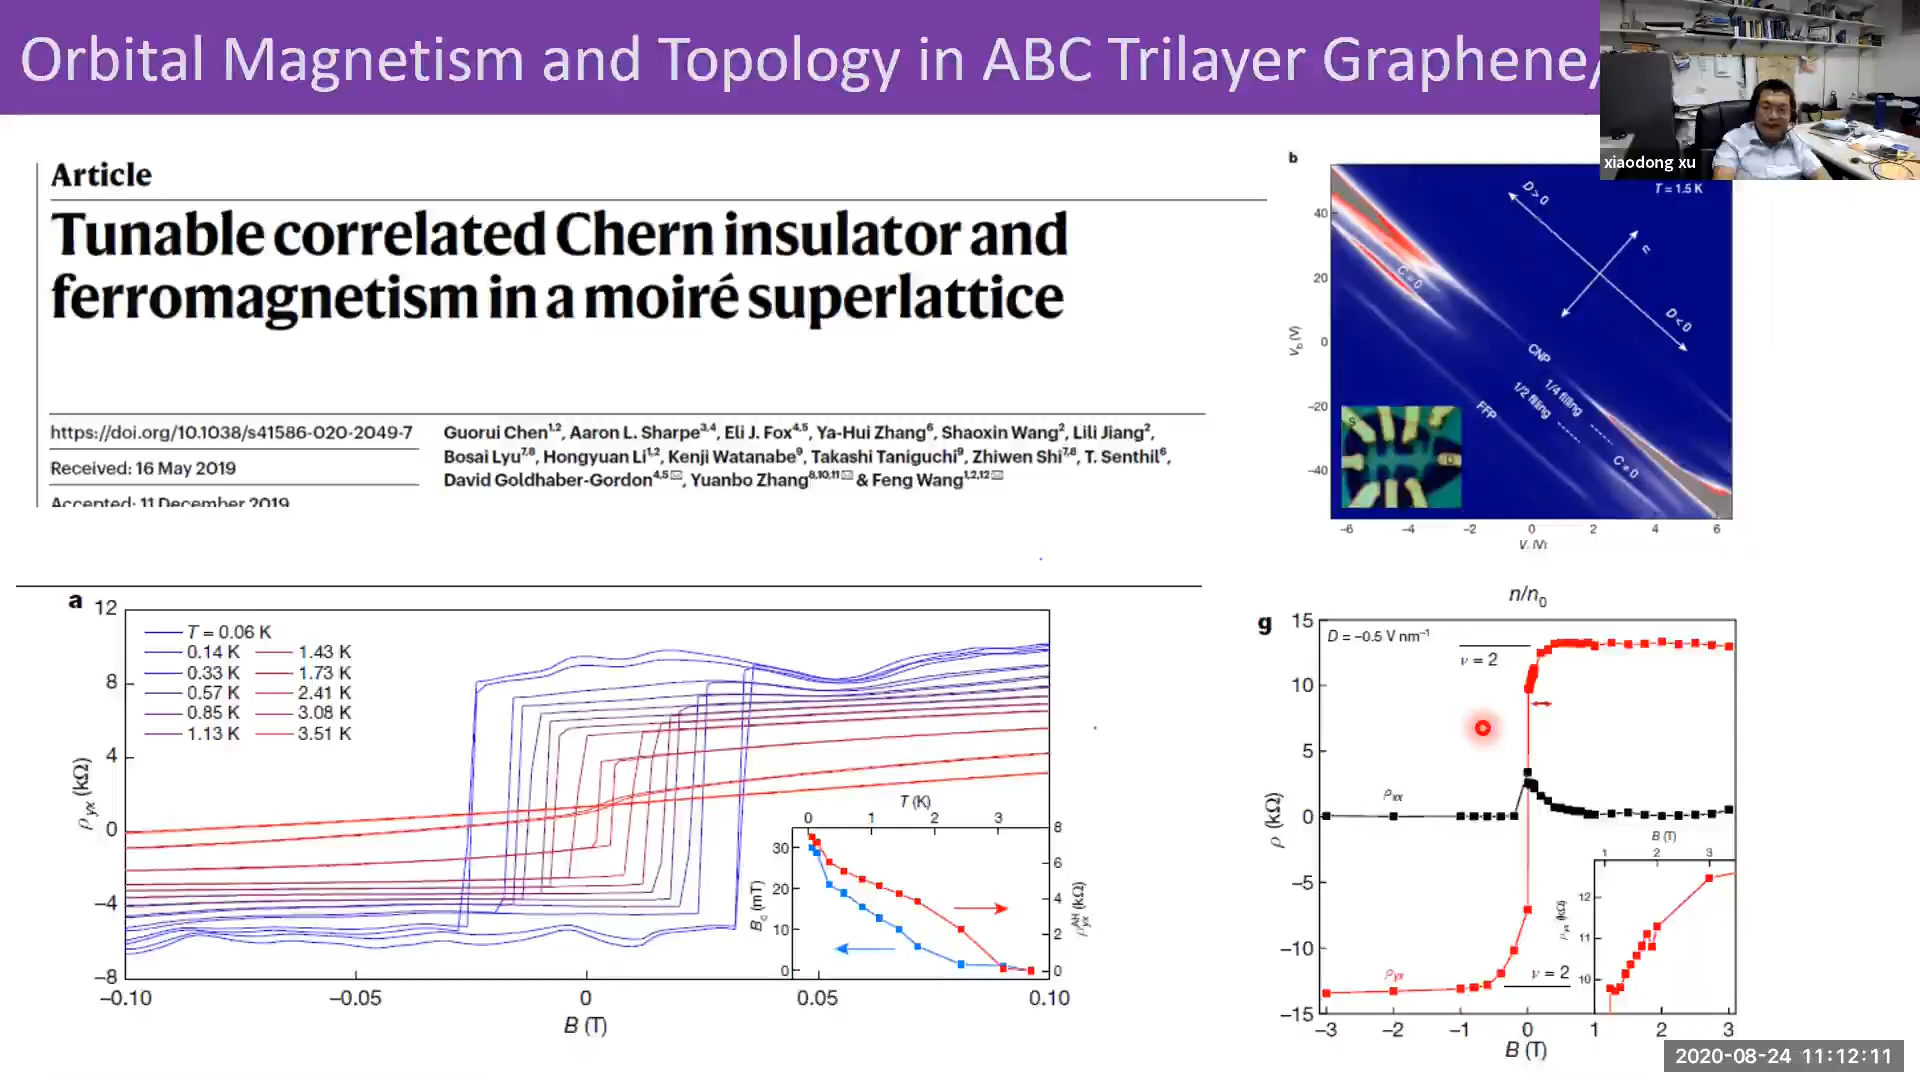 Orbital Magnetism and Topology in ABC Trilayer Graphene/
xiaodong xu
Article
Tunable correlated Chern insulator and
ferromagnetism in a moiré superlattice
https://doi.org/10.1038/s41586-020-2049-7
Received: 16 May 2019
Accepted: 11 December 2019
Guorui Chen1,2, Aaron L. Sharpe3,4, Eli J. Fox4,5, Ya-Hui Zhang6, Shaoxin Wang2, Lili Jiang2,
Bosai Lyu7,8, Hongyuan Li1,2, Kenji Watanabe9, Takashi Taniguchi9, Zhiwen Shi7,8, T. Senthil6,
David Goldhaber-Gordon4,5✉, Yuanbo Zhang8,10,11✉ & Feng Wang1,2,12✉
b
T = 1.5 K
D > 0
n
D < 0
C = 0
CNP
1/4 filling
1/2 filling
FFP
C ≠ 0
S
D
Vb (V)
40
20
0
−20
−40
−6 −4 −2 0 2 4 6
a
T = 0.06 K
0.14 K 1.43 K
0.33 K 1.73 K
0.57 K 2.41 K
0.85 K 3.08 K
1.13 K 3.51 K
ρyx (kΩ)
12
8
4
0
−4
−8
−0.10 −0.05 0 0.05 0.10
B (T)
T (K)
0 1 2 3
Bc (mT)
30
20
10
0
8
6
4
2
0
ρAHyx (kΩ)
n/n0
g
D = −0.5 V nm−1
ν = 2
ρxx
ρyx
ν = 2
ρ (kΩ)
15
10
5
0
−5
−10
−15
−3 −2 −1 0 1 2 3
B (T)
B (T)
1 2 3
ρyx (kΩ)
12
11
10
2020-08-24 11:12:11